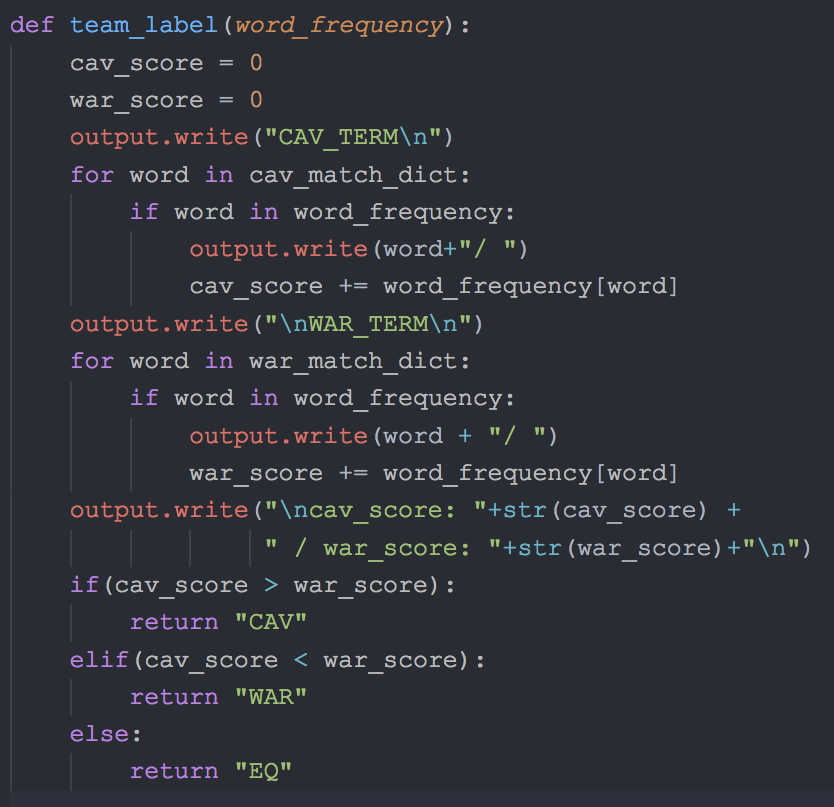 def team_label(word_frequency):
    cav_score = 0
    war_score = 0
    output.write("CAV_TERM\n")
    for word in cav_match_dict:
        if word in word_frequency:
            output.write(word+"/ ")
            cav_score += word_frequency[word]
    output.write("\nWAR_TERM\n")
    for word in war_match_dict:
        if word in word_frequency:
            output.write(word + "/ ")
            war_score += word_frequency[word]
    output.write("\ncav_score: "+str(cav_score) +
                 " / war_score: "+str(war_score)+"\n")
    if(cav_score > war_score):
        return "CAV"
    elif(cav_score < war_score):
        return "WAR"
    else:
        return "EQ"